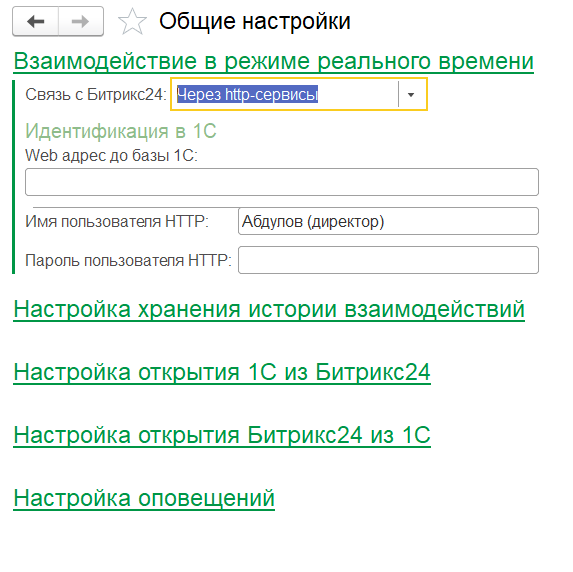 Общие настройки
Взаимодействие в режиме реального времени
Связь с Битрикс24: Через http-сервисы
Идентификация в 1С
Web адрес до базы 1С:
Имя пользователя HTTP: Абдулов (директор)
Пароль пользователя HTTP:
Настройка хранения истории взаимодействий
Настройка открытия 1С из Битрикс24
Настройка открытия Битрикс24 из 1С
Настройка оповещений